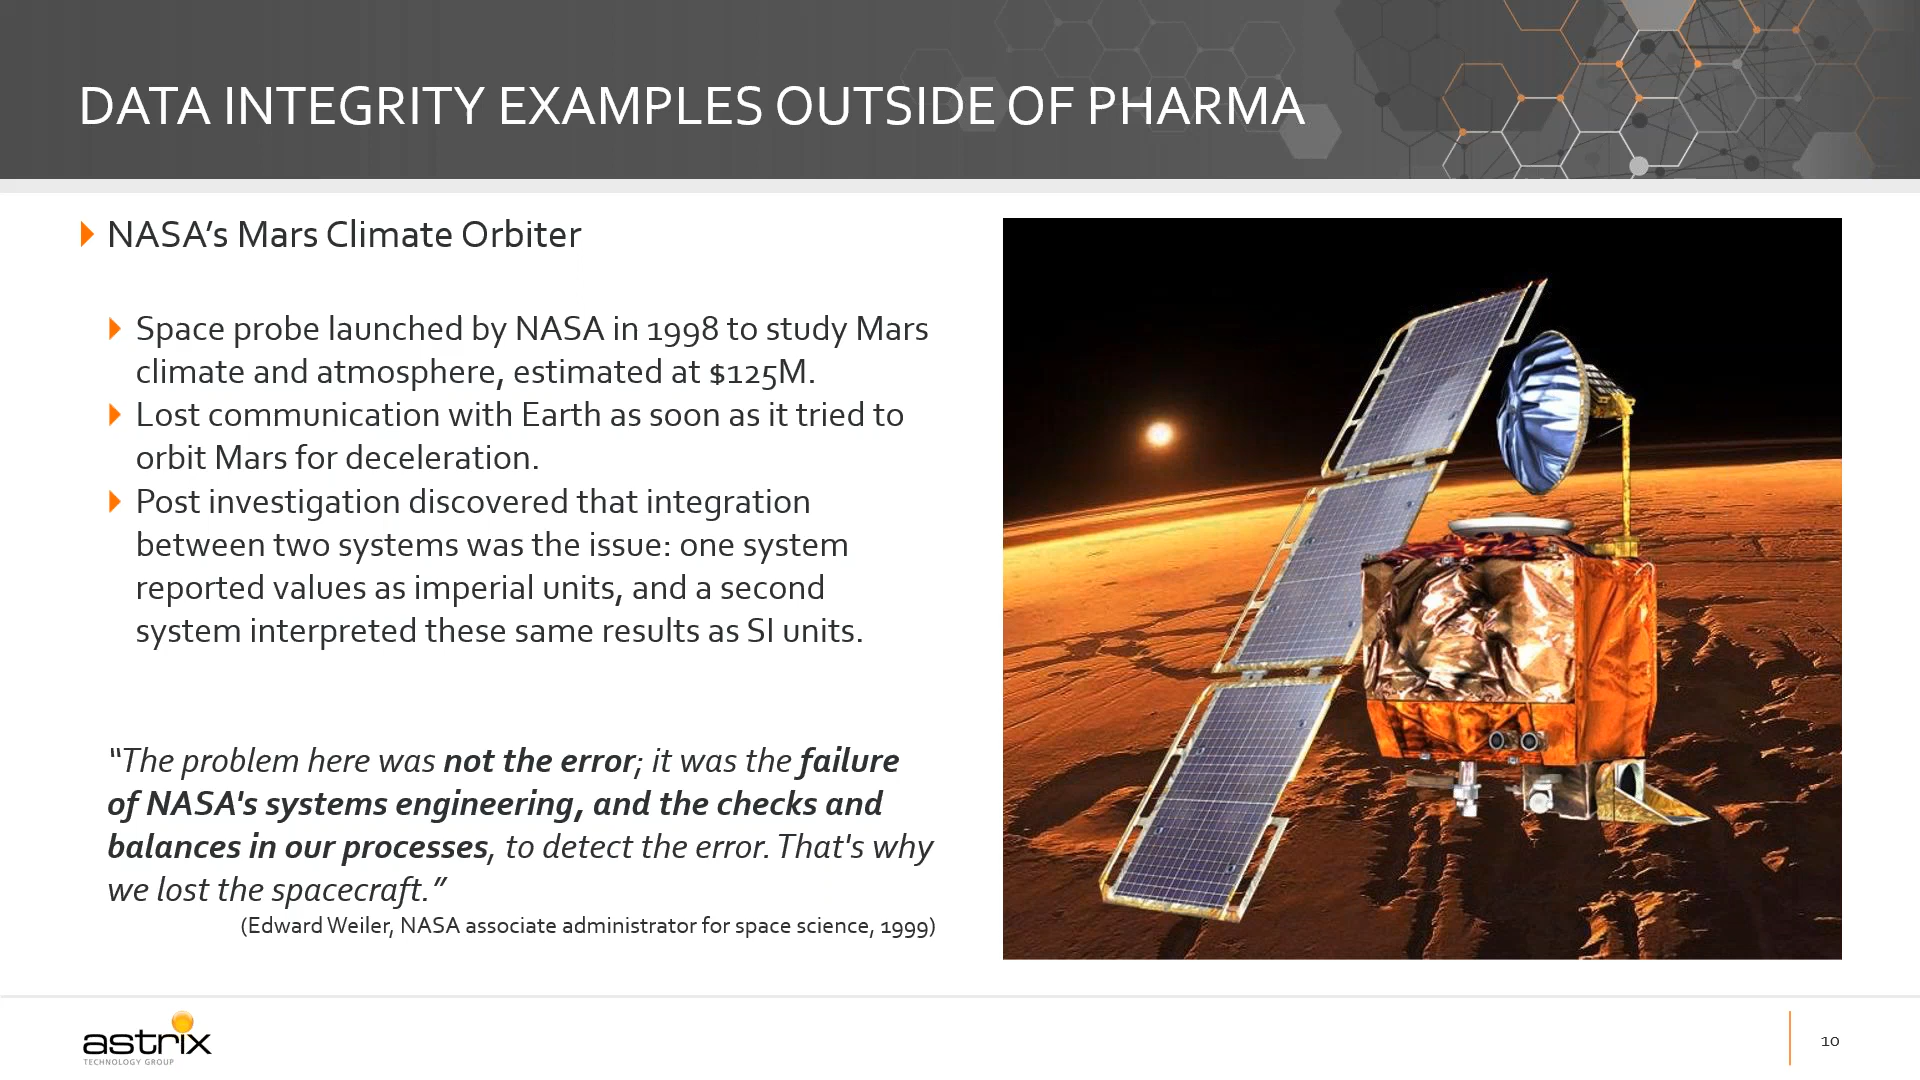 DATA INTEGRITY EXAMPLES OUTSIDE OF PHARMA
NASA’s Mars Climate Orbiter
Space probe launched by NASA in 1998 to study Mars
climate and atmosphere, estimated at $125M.
Lost communication with Earth as soon as it tried to
orbit Mars for deceleration.
Post investigation discovered that integration
between two systems was the issue: one system
reported values as imperial units, and a second
system interpreted these same results as SI units.
“The problem here was not the error; it was the failure
of NASA's systems engineering, and the checks and
balances in our processes, to detect the error. That's why
we lost the spacecraft.”
(Edward Weiler, NASA associate administrator for space science, 1999)
astrix
TECHNOLOGY GROUP
10